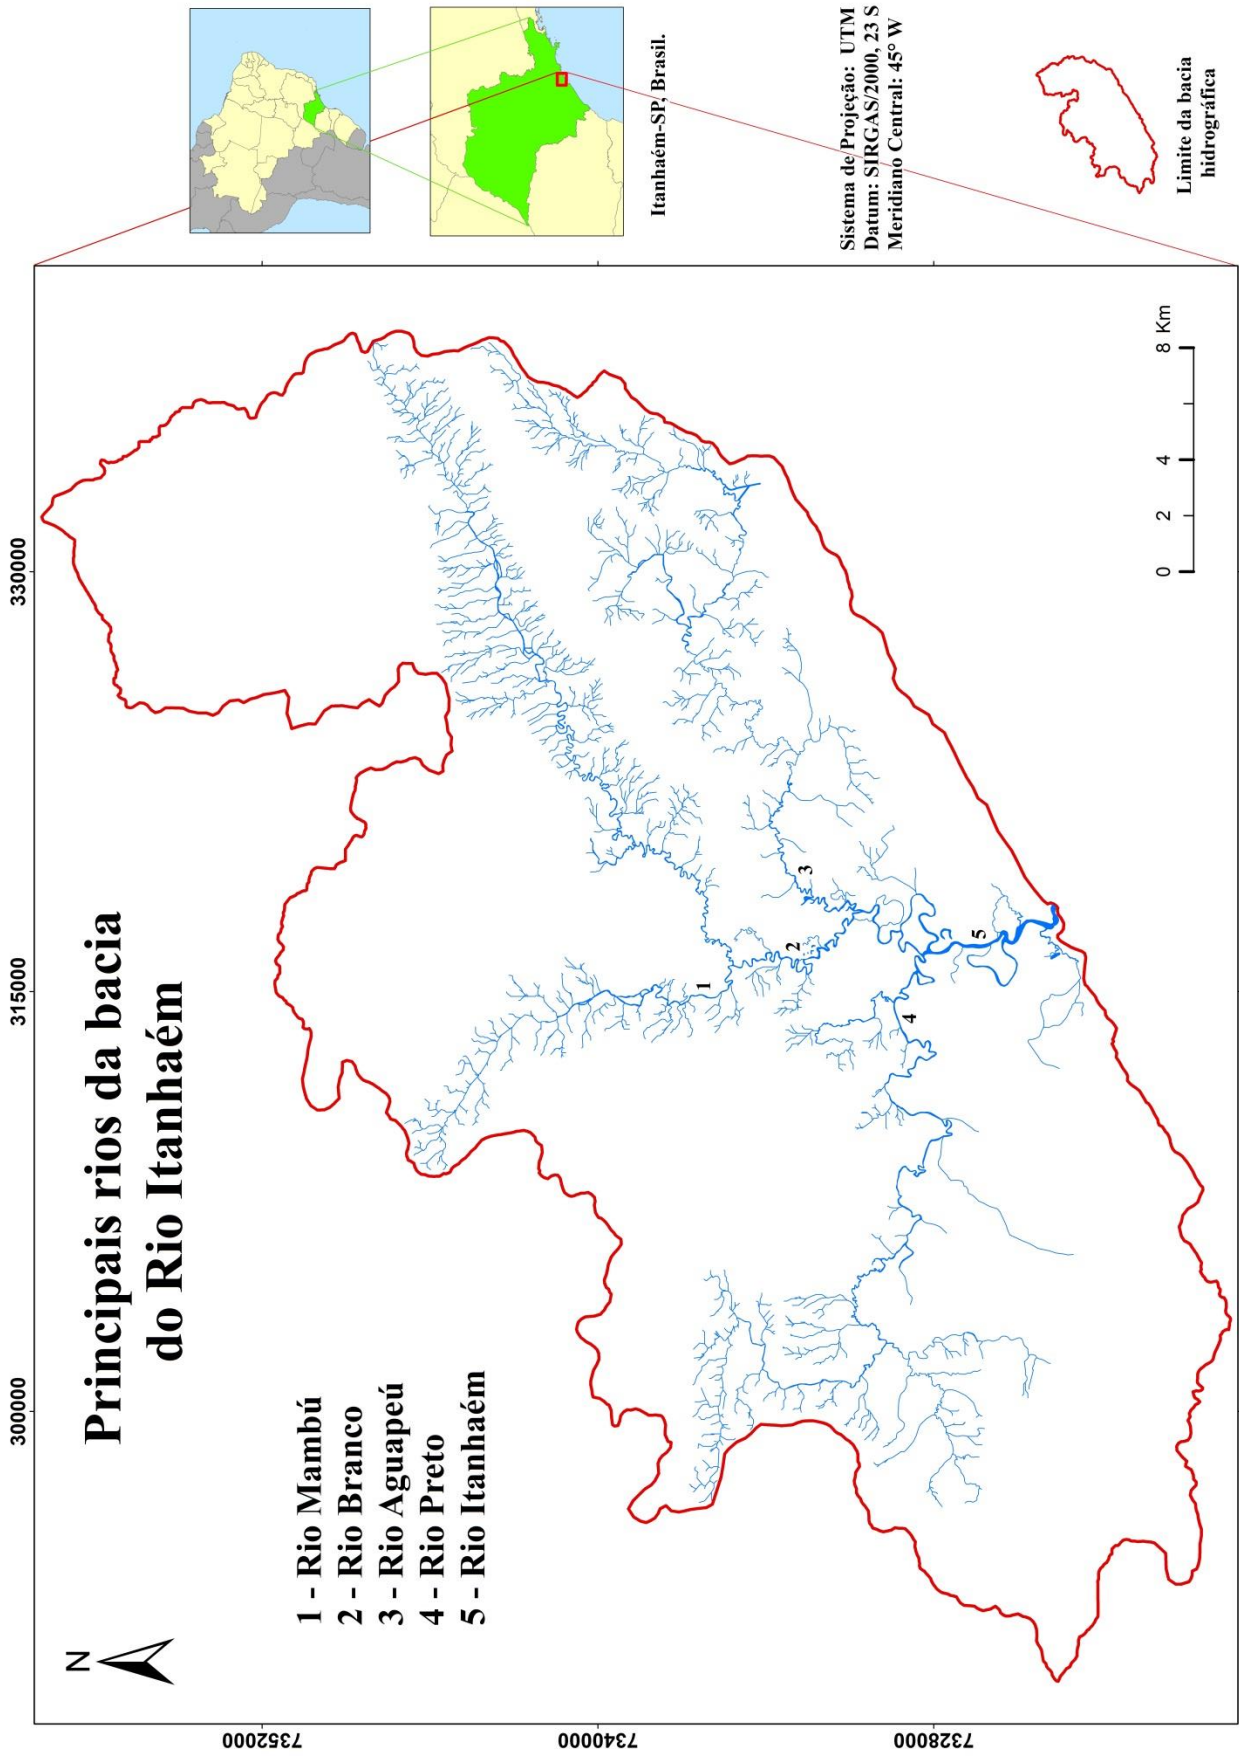 Principais rios da bacia
do Rio Itanhaém
N
1 - Rio Mambú
2 - Rio Branco
3 - Rio Aguapeú
4 - Rio Preto
5 - Rio Itanhaém
300000
315000
330000
7352000
7340000
7328000
1
2
3
4
5
0 2 4 8 Km
Itanhaém-SP, Brasil.
Sistema de Projeção: UTM
Datum: SIRGAS/2000, 23 S
Meridiano Central: 45° W
Limite da bacia
hidrográfica